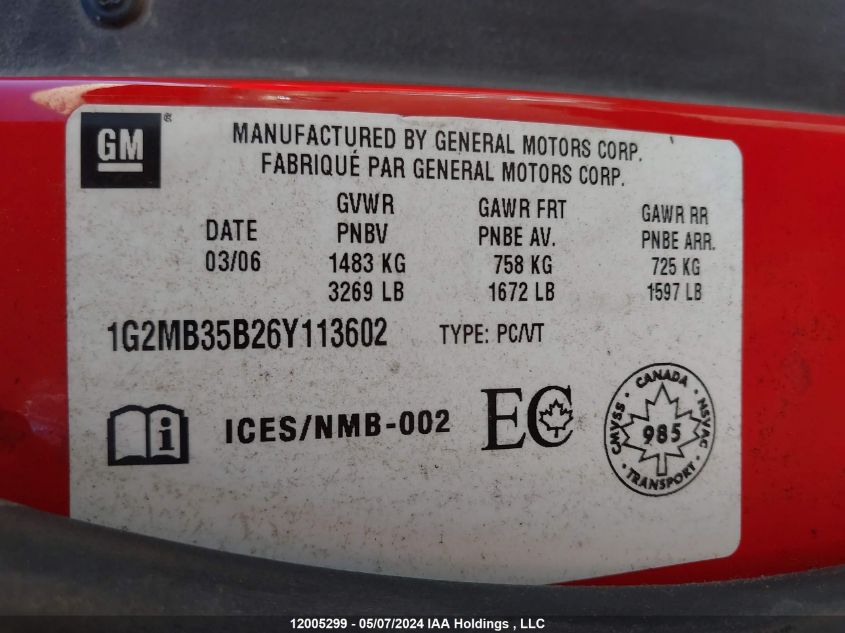 GM®
MANUFACTURED BY GENERAL MOTORS CORP.
FABRIQUÉ PAR GENERAL MOTORS CORP.
DATE
03/06
GVWR
PNBV
1483 KG
3269 LB
GAWR FRT
PNBE AV.
758 KG
1672 LB
GAWR RR
PNBE ARR.
725 KG
1597 LB
1G2MB35B26Y113602 TYPE: PC/VT
i ICES/NMB-002 EC
CANADA
CMVSS
NSVAC
985
TRANSPORT
12005299 - 05/07/2024 IAA Holdings , LLC